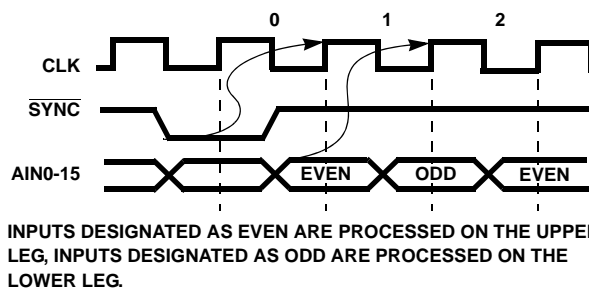 0 1 2
CLK
SYNC
AIN0-15 EVEN ODD EVEN
INPUTS DESIGNATED AS EVEN ARE PROCESSED ON THE UPPER
LEG, INPUTS DESIGNATED AS ODD ARE PROCESSED ON THE
LOWER LEG.